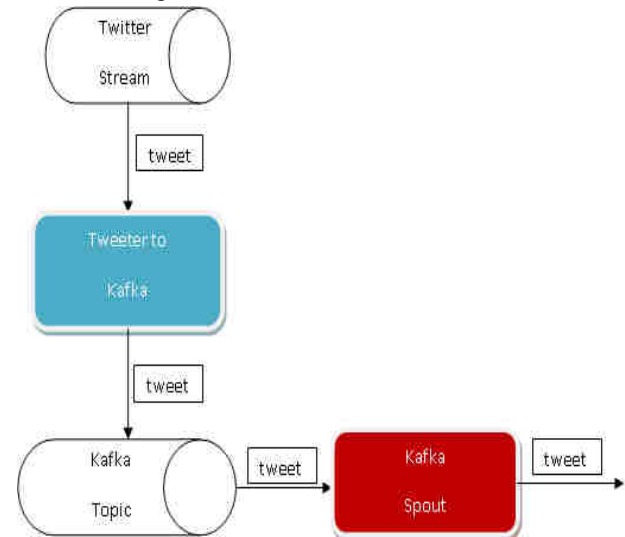 Twitter
Stream
tweet
Tweeter to
Kafka
tweet
Kafka
Topic
tweet
Kafka
Spout
tweet